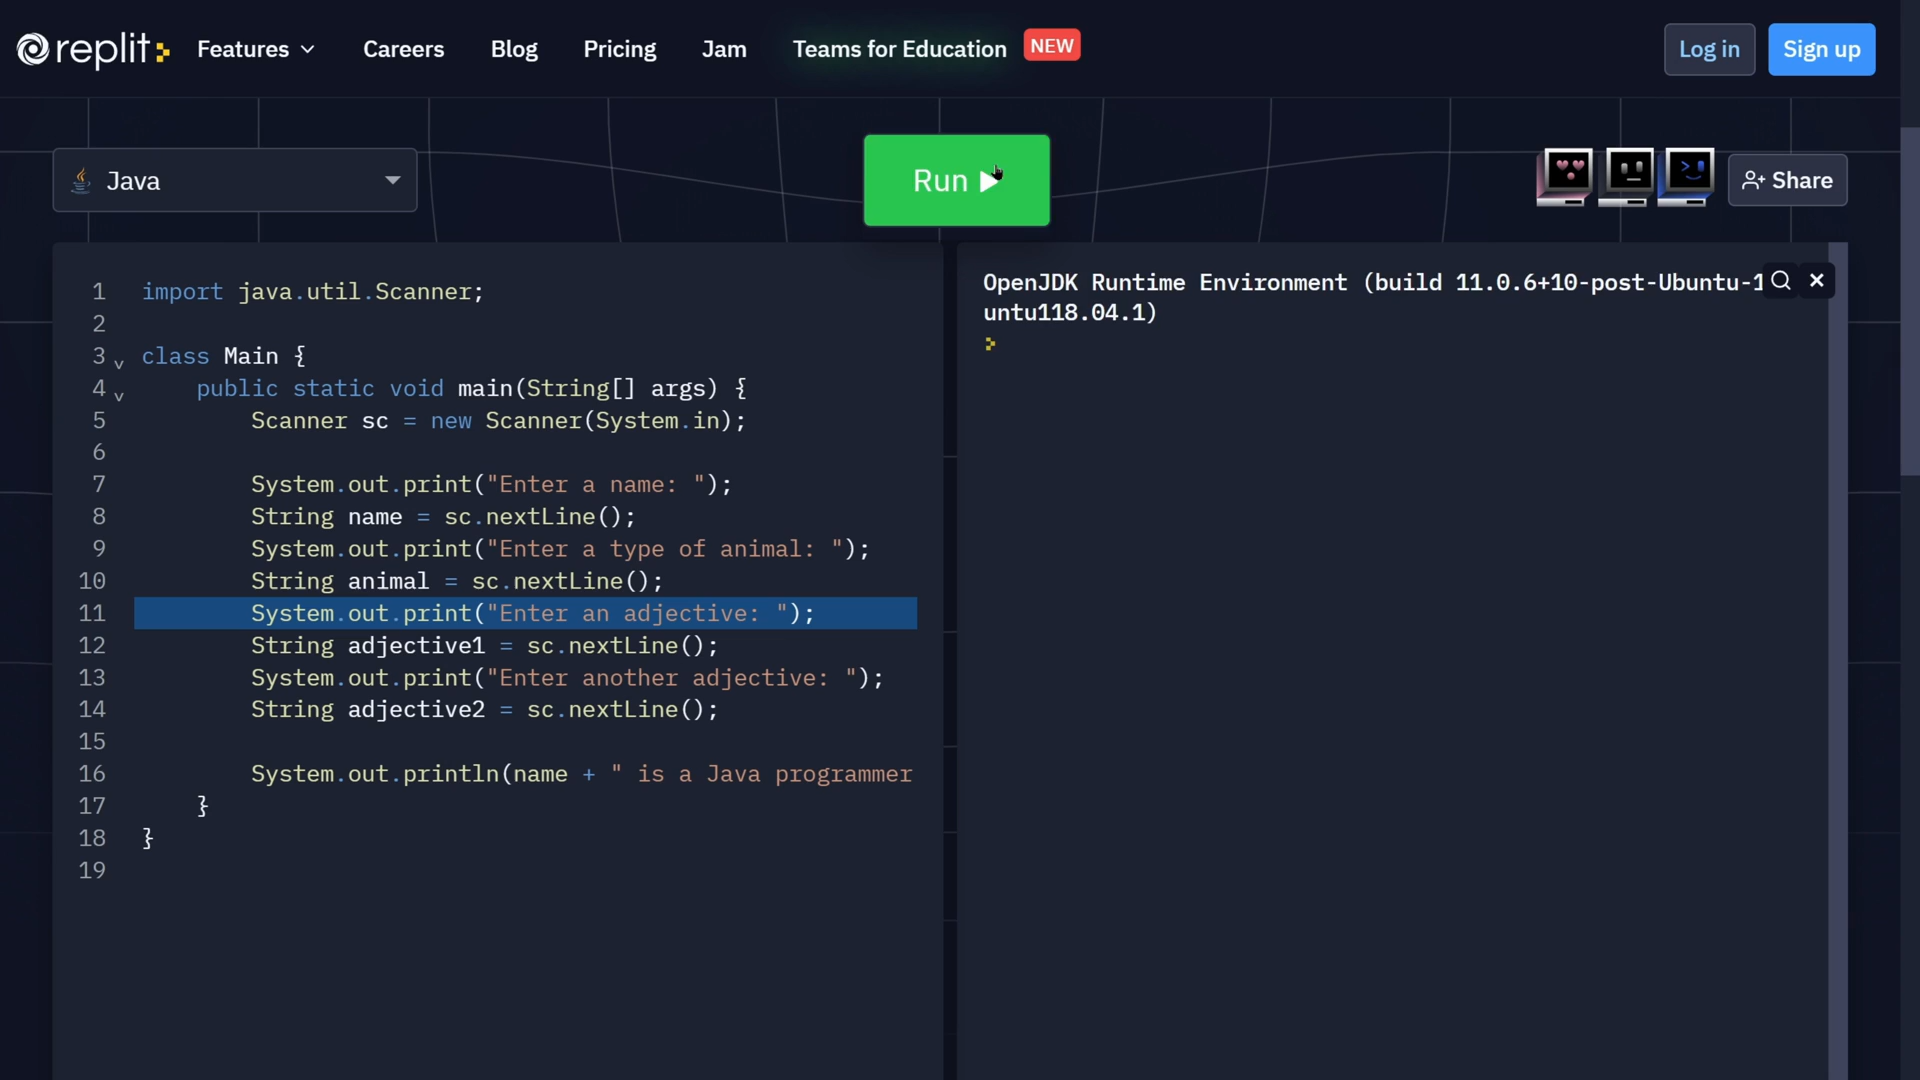 replit
Features Careers Blog Pricing Jam Teams for Education NEW Log in Sign up
Java
Run
Share
1 import java.util.Scanner;
2
3 class Main {
4 public static void main(String[] args) {
5 Scanner sc = new Scanner(System.in);
6
7 System.out.print("Enter a name: ");
8 String name = sc.nextLine();
9 System.out.print("Enter a type of animal: ");
10 String animal = sc.nextLine();
11 System.out.print("Enter an adjective: ");
12 String adjective1 = sc.nextLine();
13 System.out.print("Enter another adjective: ");
14 String adjective2 = sc.nextLine();
15
16 System.out.println(name + " is a Java programmer
17 }
18 }
19
OpenJDK Runtime Environment (build 11.0.6+10-post-Ubuntu-1
untu118.04.1)